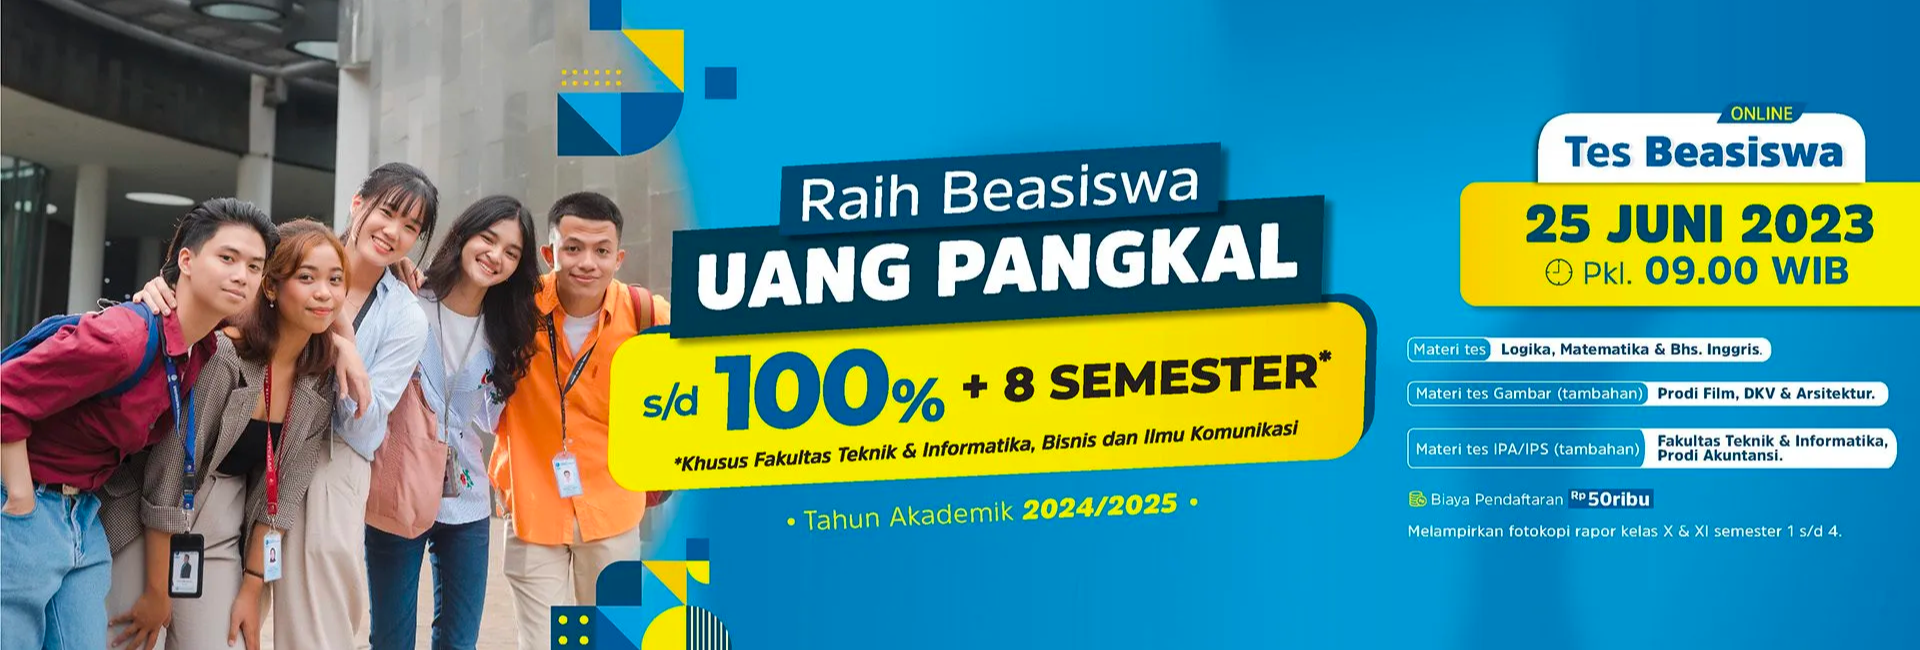 Raih Beasiswa
UANG PANGKAL
s/d 100% + 8 SEMESTER*
*Khusus Fakultas Teknik & Informatika, Bisnis dan Ilmu Komunikasi
• Tahun Akademik 2024/2025 •
ONLINE
Tes Beasiswa
25 JUNI 2023
Pkl. 09.00 WIB
Materi tes Logika, Matematika & Bhs. Inggris.
Materi tes Gambar (tambahan) Prodi Film, DKV & Arsitektur.
Materi tes IPA/IPS (tambahan) Fakultas Teknik & Informatika,
Prodi Akuntansi.
Biaya Pendaftaran Rp 50ribu
Melampirkan fotokopi rapor kelas X & XI semester 1 s/d 4.